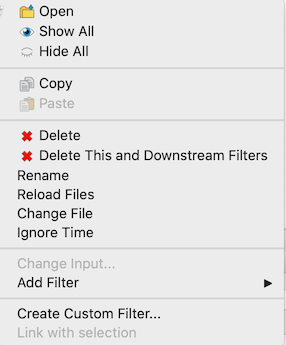 Open
Show All
Hide All
Copy
Paste
Delete
Delete This and Downstream Filters
Rename
Reload Files
Change File
Ignore Time
Change Input...
Add Filter
Create Custom Filter...
Link with selection